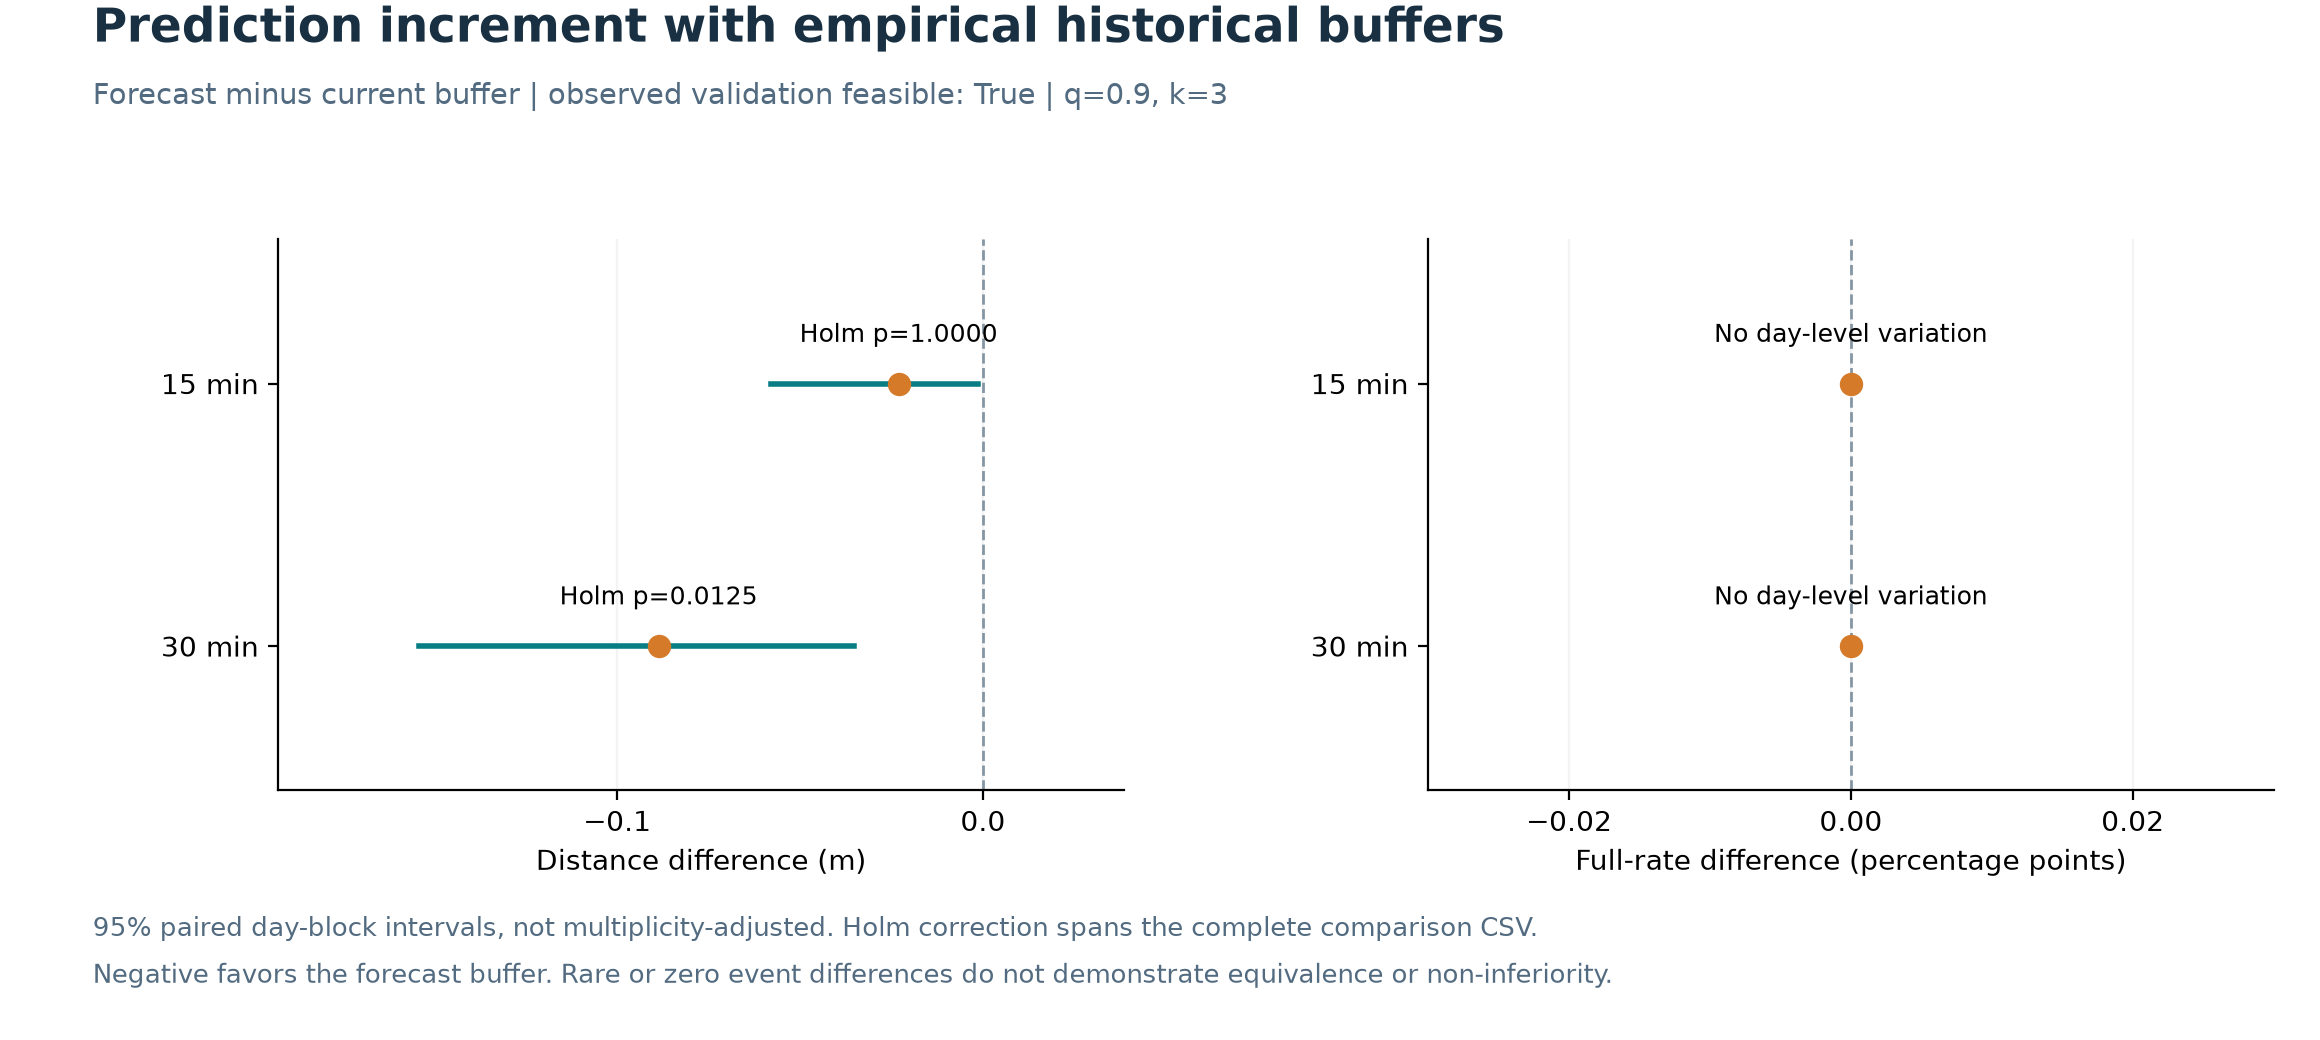 Prediction increment with empirical historical buffers
Forecast minus current buffer | observed validation feasible: True | q=0.9, k=3
Holm p=1.0000
15 min
Holm p=0.0125
30 min
−0.1
0.0
Distance difference (m)
No day-level variation
15 min
No day-level variation
30 min
−0.02
0.00
0.02
Full-rate difference (percentage points)
95% paired day-block intervals, not multiplicity-adjusted. Holm correction spans the complete comparison CSV.
Negative favors the forecast buffer. Rare or zero event differences do not demonstrate equivalence or non-inferiority.